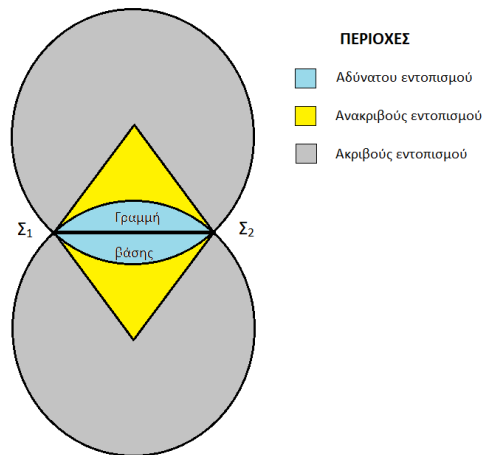 ΠΕΡΙΟΧΕΣ
Αδύνατου εντοπισμού
Ανακριβούς εντοπισμού
Ακριβούς εντοπισμού
Γραμμή
Σ₁
Σ₂
βάσης